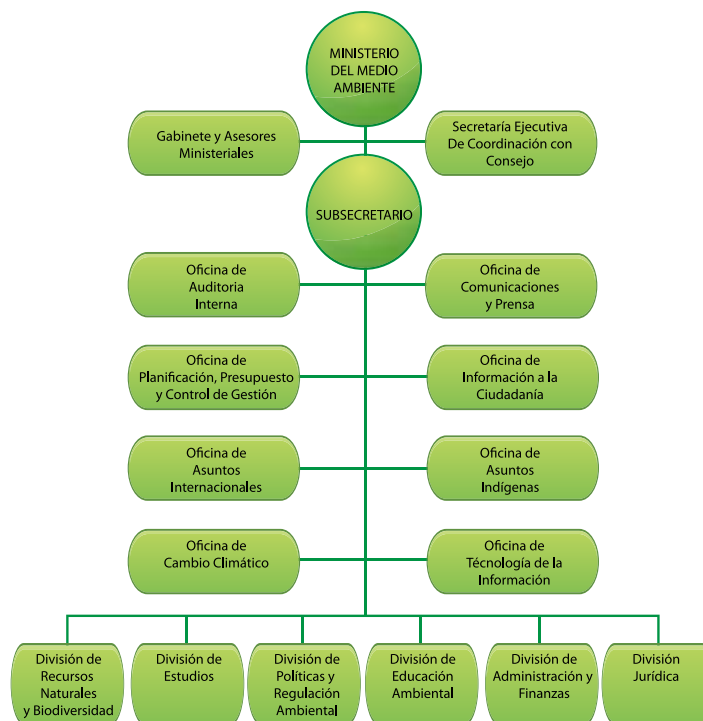 MINISTERIO
DEL MEDIO
AMBIENTE
Gabinete y Asesores
Ministeriales
Secretaría Ejecutiva
De Coordinación con
Consejo
SUBSECRETARIO
Oficina de
Auditoria
Interna
Oficina de
Comunicaciones
y Prensa
Oficina de
Planificación, Presupuesto
y Control de Gestión
Oficina de
Información a la
Ciudadanía
Oficina de
Asuntos
Internacionales
Oficina de
Asuntos
Indígenas
Oficina de
Cambio Climático
Oficina de
Técnología de la
Información
División de
Recursos
Naturales
y Biodiversidad
División de
Estudios
División de
Políticas y
Regulación
Ambiental
División de
Educación
Ambiental
División de
Administración y
Finanzas
División
Jurídica